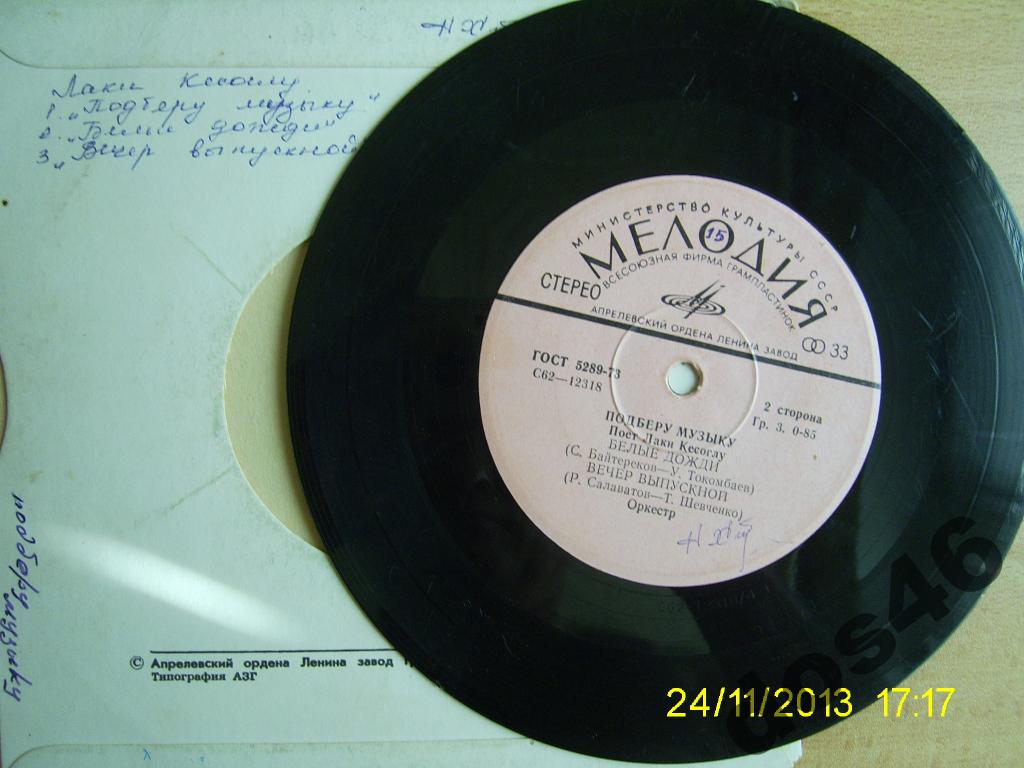 Лаки Кесоглу
1. „Подберу музыку"
2. „Белые дожди"
3 „Вечер выпускной
МИНИСТЕРСТВО КУЛЬТУРЫ СССР
МЕЛОДИЯ
15
ВСЕСОЮЗНАЯ ФИРМА ГРАМПЛАСТИНОК
СТЕРЕО
АПРЕЛЕВСКИЙ ОРДЕНА ЛЕНИНА ЗАВОД
33
ГОСТ 5289-73
С62—12318
2 сторона
Гр. 3. 0-85
ПОДБЕРУ МУЗЫКУ
Поет Лаки Кесоглу
БЕЛЫЕ ДОЖДИ
(С. Байтереков—У. Токомбаев)
ВЕЧЕР ВЫПУСКНОП
(Р. Салаватов—Т. Шевченко)
Оркестр
подберу музыку
© Апрелевский ордена Ленина завод
Типография АЗГ
24/11/2013 17:17
dos46